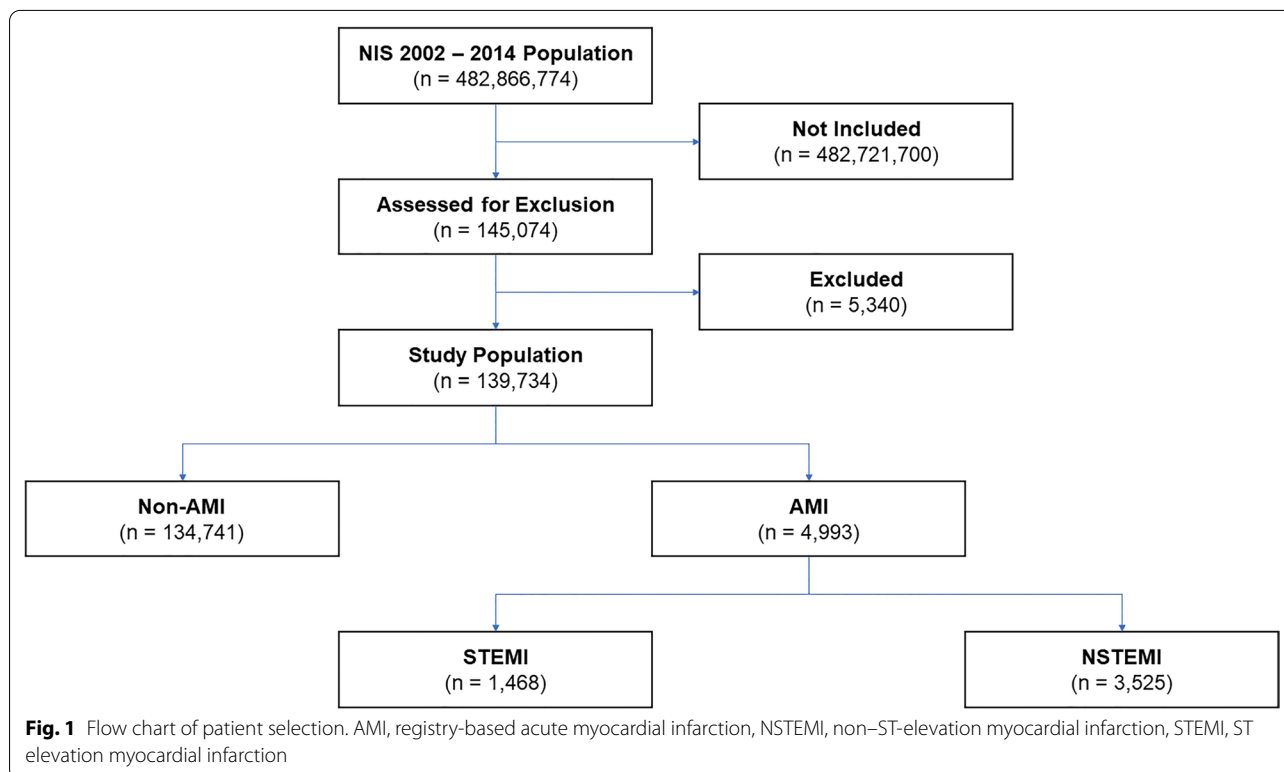 NIS 2002 – 2014 Population
(n = 482,866,774)
Not Included
(n = 482,721,700)
Assessed for Exclusion
(n = 145,074)
Excluded
(n = 5,340)
Study Population
(n = 139,734)
Non-AMI
(n = 134,741)
AMI
(n = 4,993)
STEMI
(n = 1,468)
NSTEMI
(n = 3,525)
Fig. 1 Flow chart of patient selection. AMI, registry-based acute myocardial infarction, NSTEMI, non–ST-elevation myocardial infarction, STEMI, ST
elevation myocardial infarction